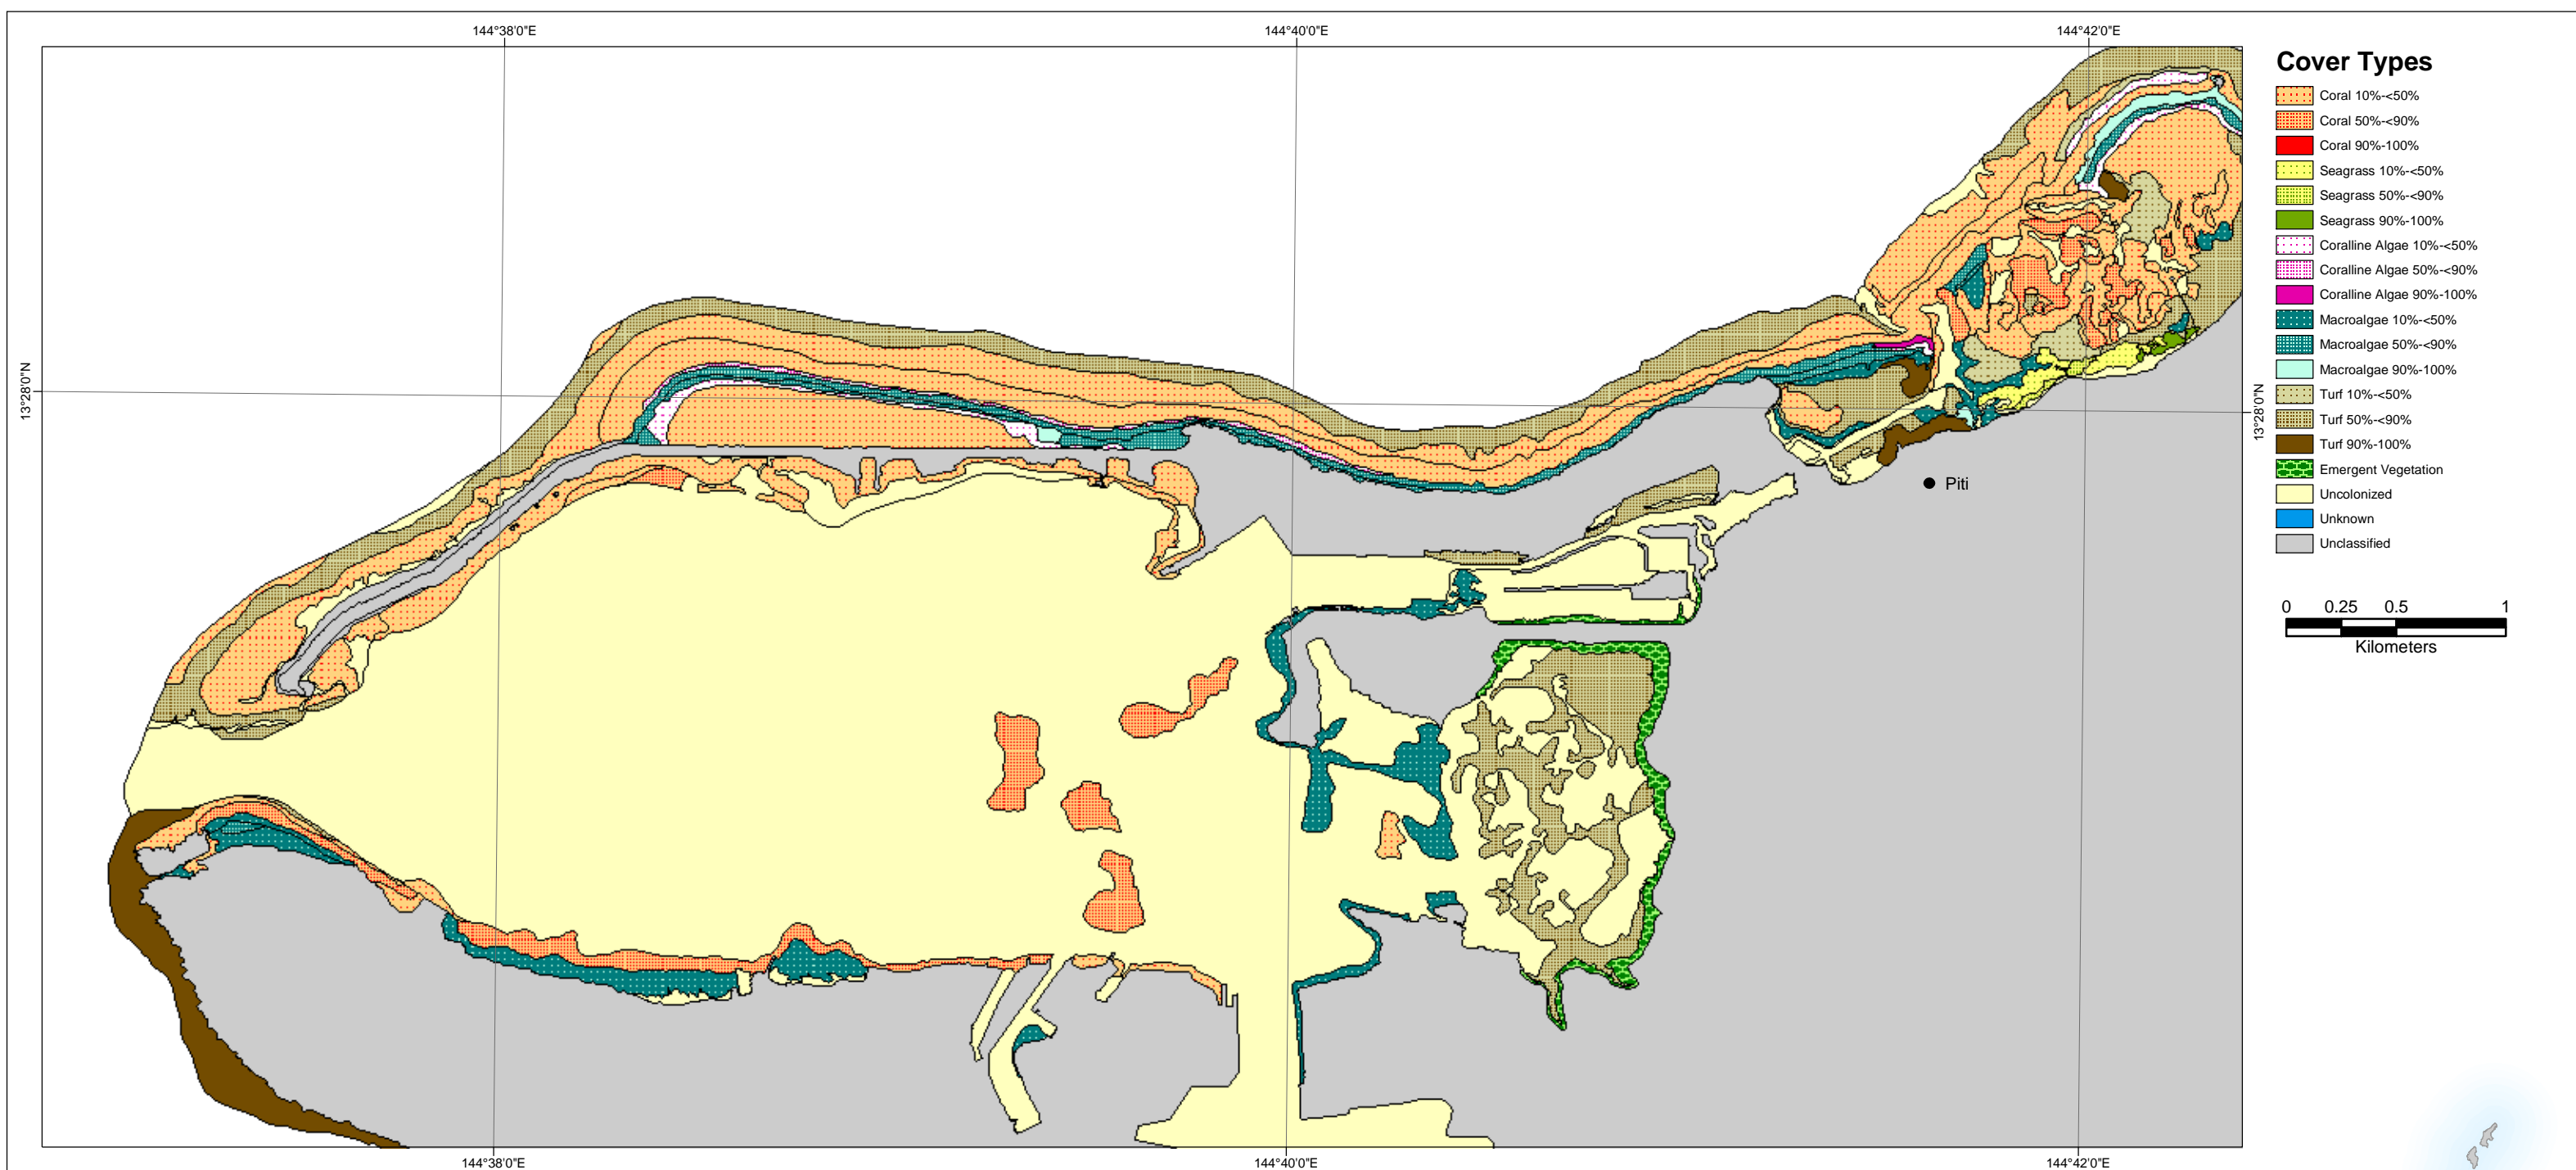 144°38'0"E
144°40'0"E
144°42'0"E
Cover Types
Coral 10%-<50%
Coral 50%-<90%
Coral 90%-100%
Seagrass 10%-<50%
Seagrass 50%-<90%
Seagrass 90%-100%
Coralline Algae 10%-<50%
Coralline Algae 50%-<90%
Coralline Algae 90%-100%
Macroalgae 10%-<50%
Macroalgae 50%-<90%
Macroalgae 90%-100%
Turf 10%-<50%
Turf 50%-<90%
Turf 90%-100%
Emergent Vegetation
Uncolonized
Unknown
Unclassified
13°28'0"N
13°28'0"N
Piti
0 0.25 0.5 1
Kilometers
144°38'0"E
144°40'0"E
144°42'0"E